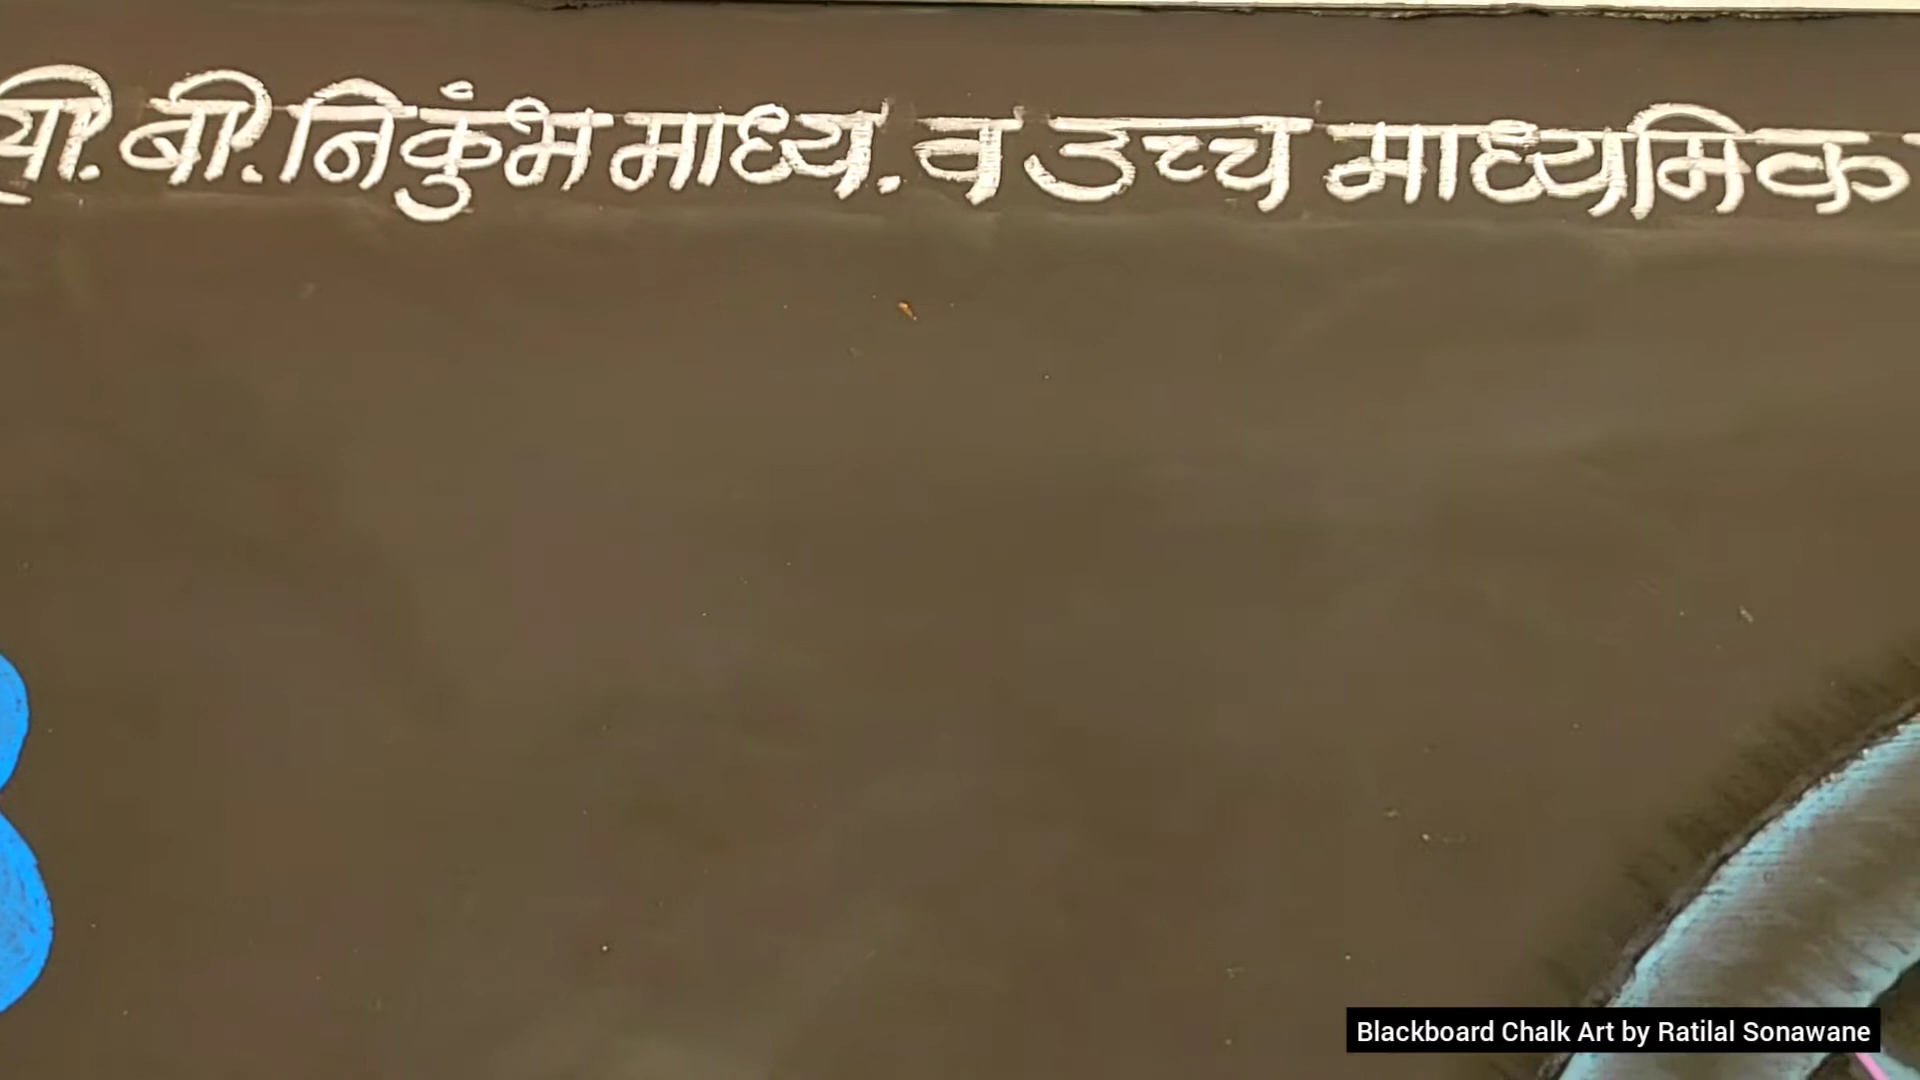 बी. निकुंभ माध्य. व उच्च माध्यमिक
Blackboard Chalk Art by Ratilal Sonawane